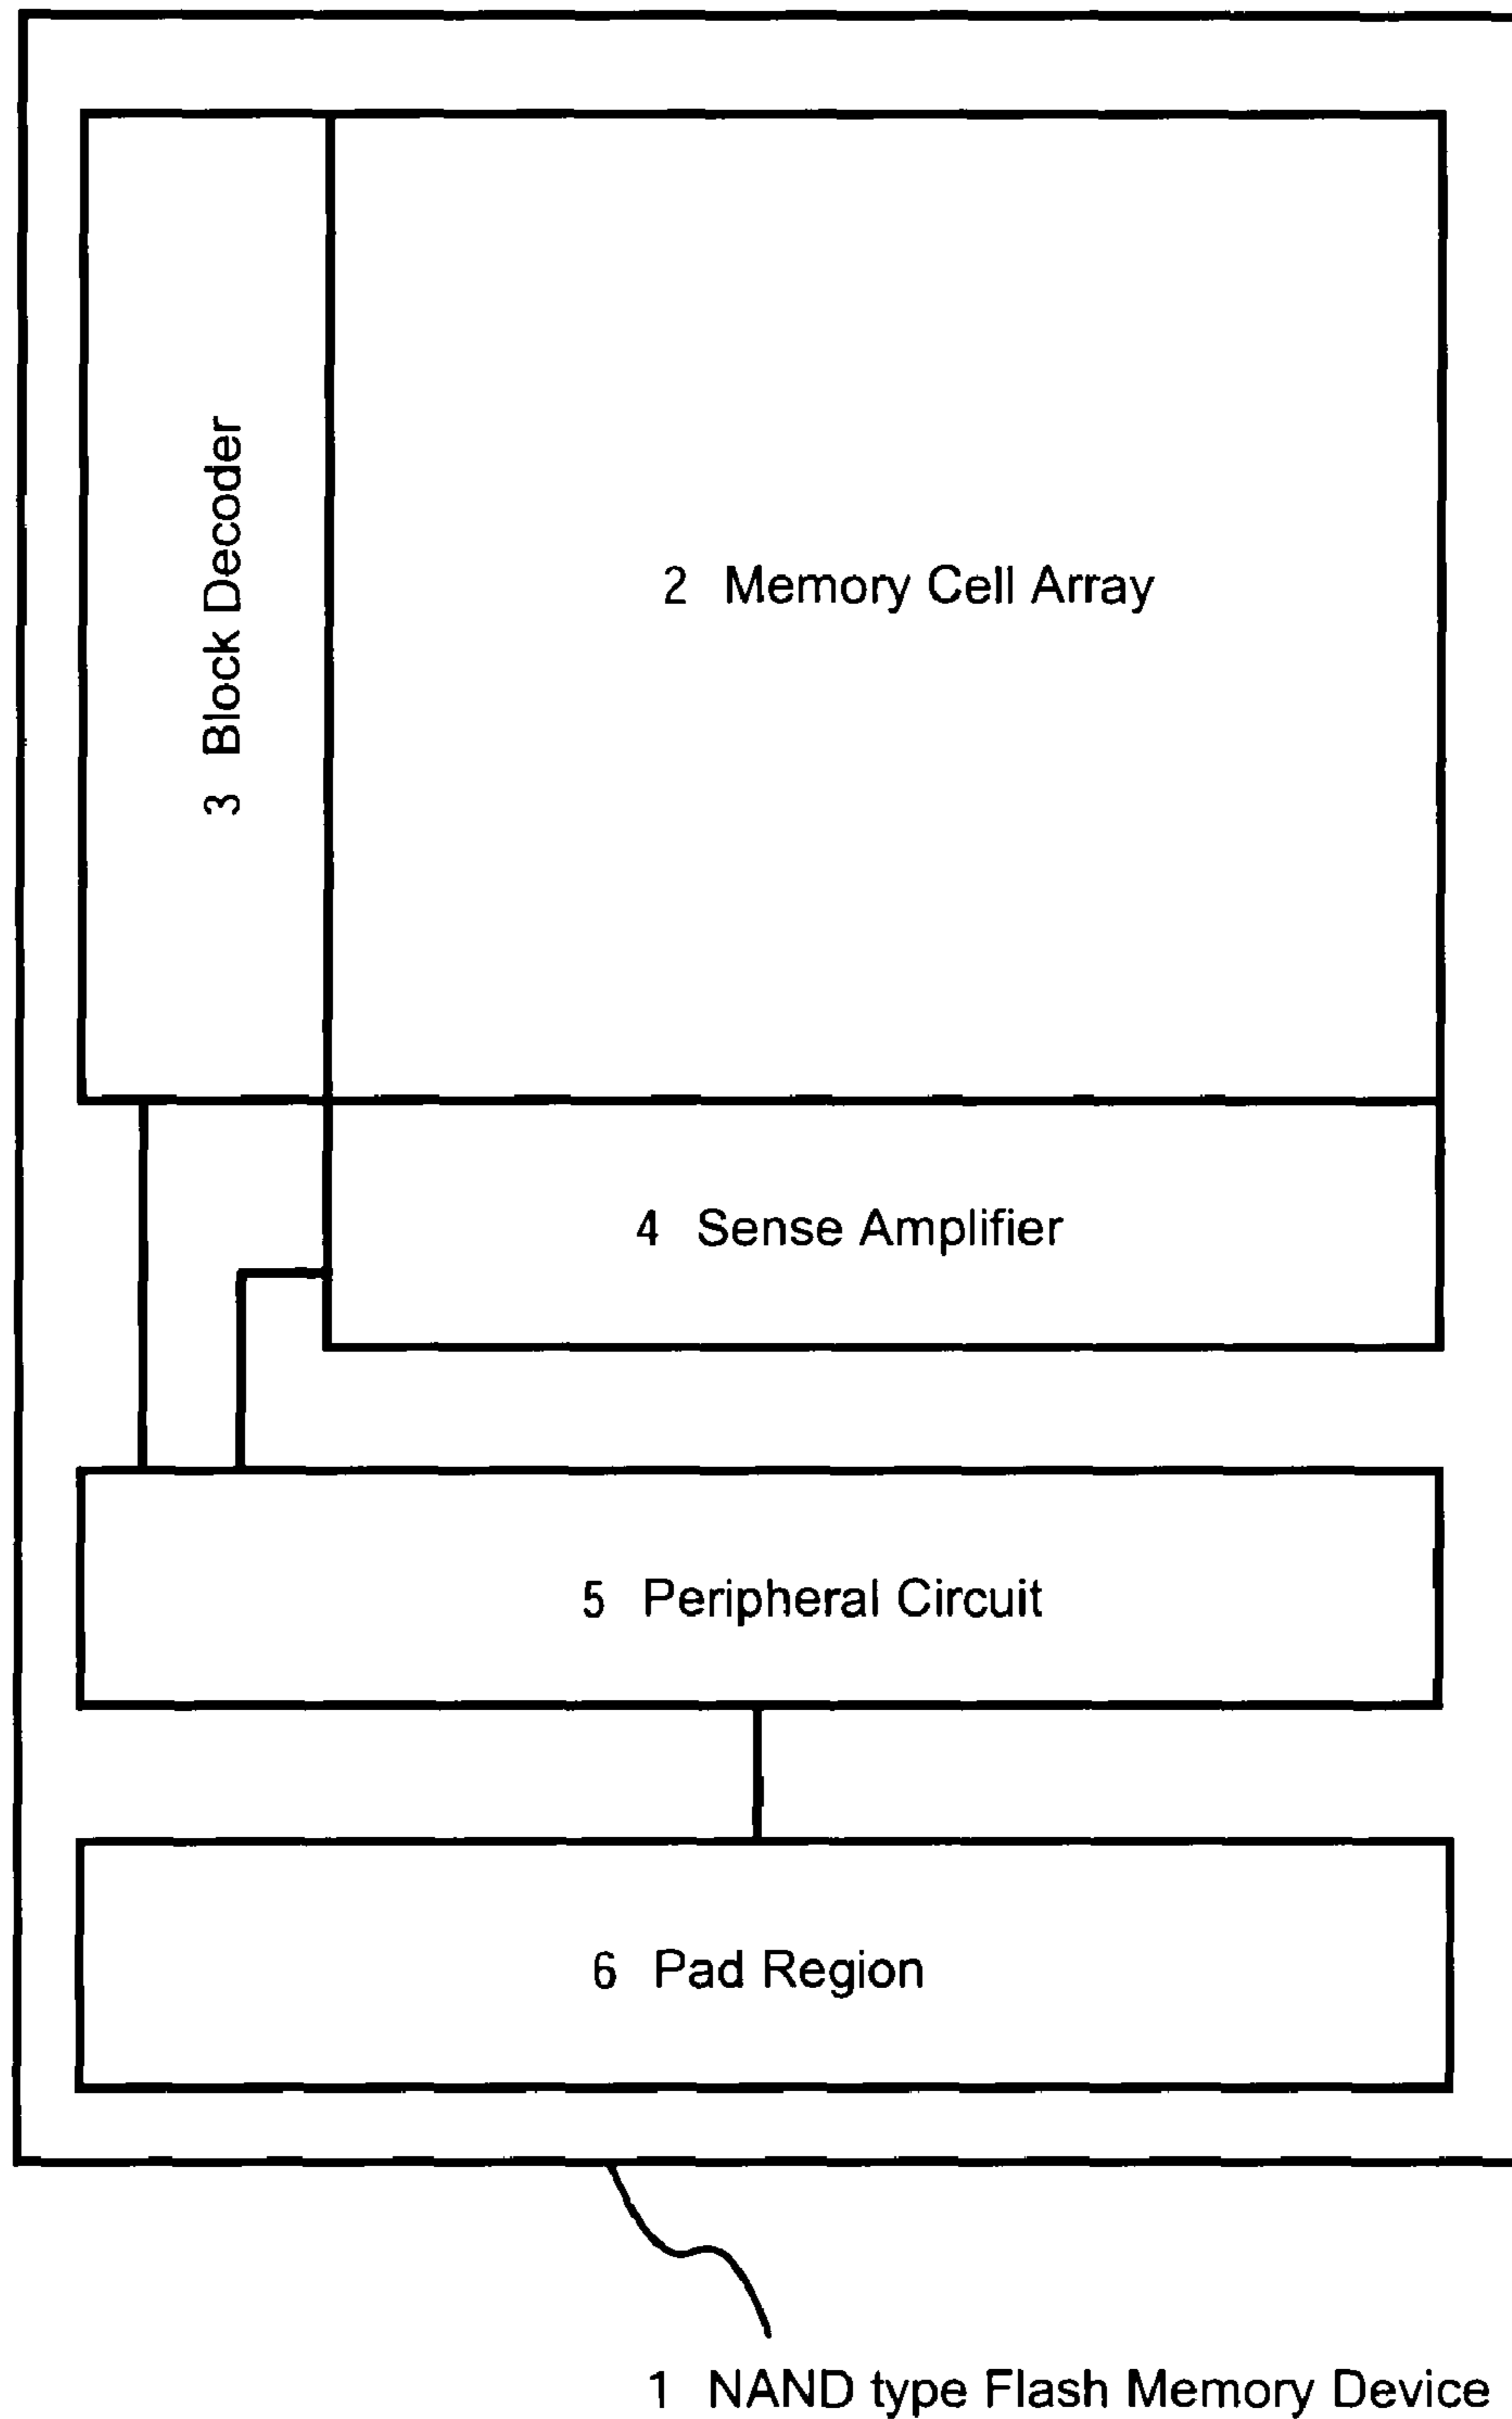 3 Block Decoder
2 Memory Cell Array
4 Sense Amplifier
5 Peripheral Circuit
6 Pad Region
1 NAND type Flash Memory Device